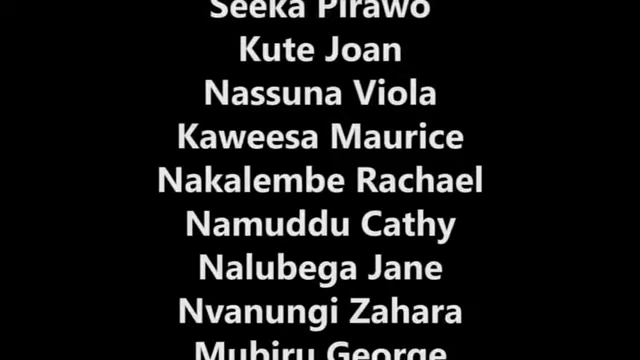 Seeka Pirawo
Kute Joan
Nassuna Viola
Kaweesa Maurice
Nakalembe Rachael
Namuddu Cathy
Nalubega Jane
Nvanungi Zahara
Mubiru George